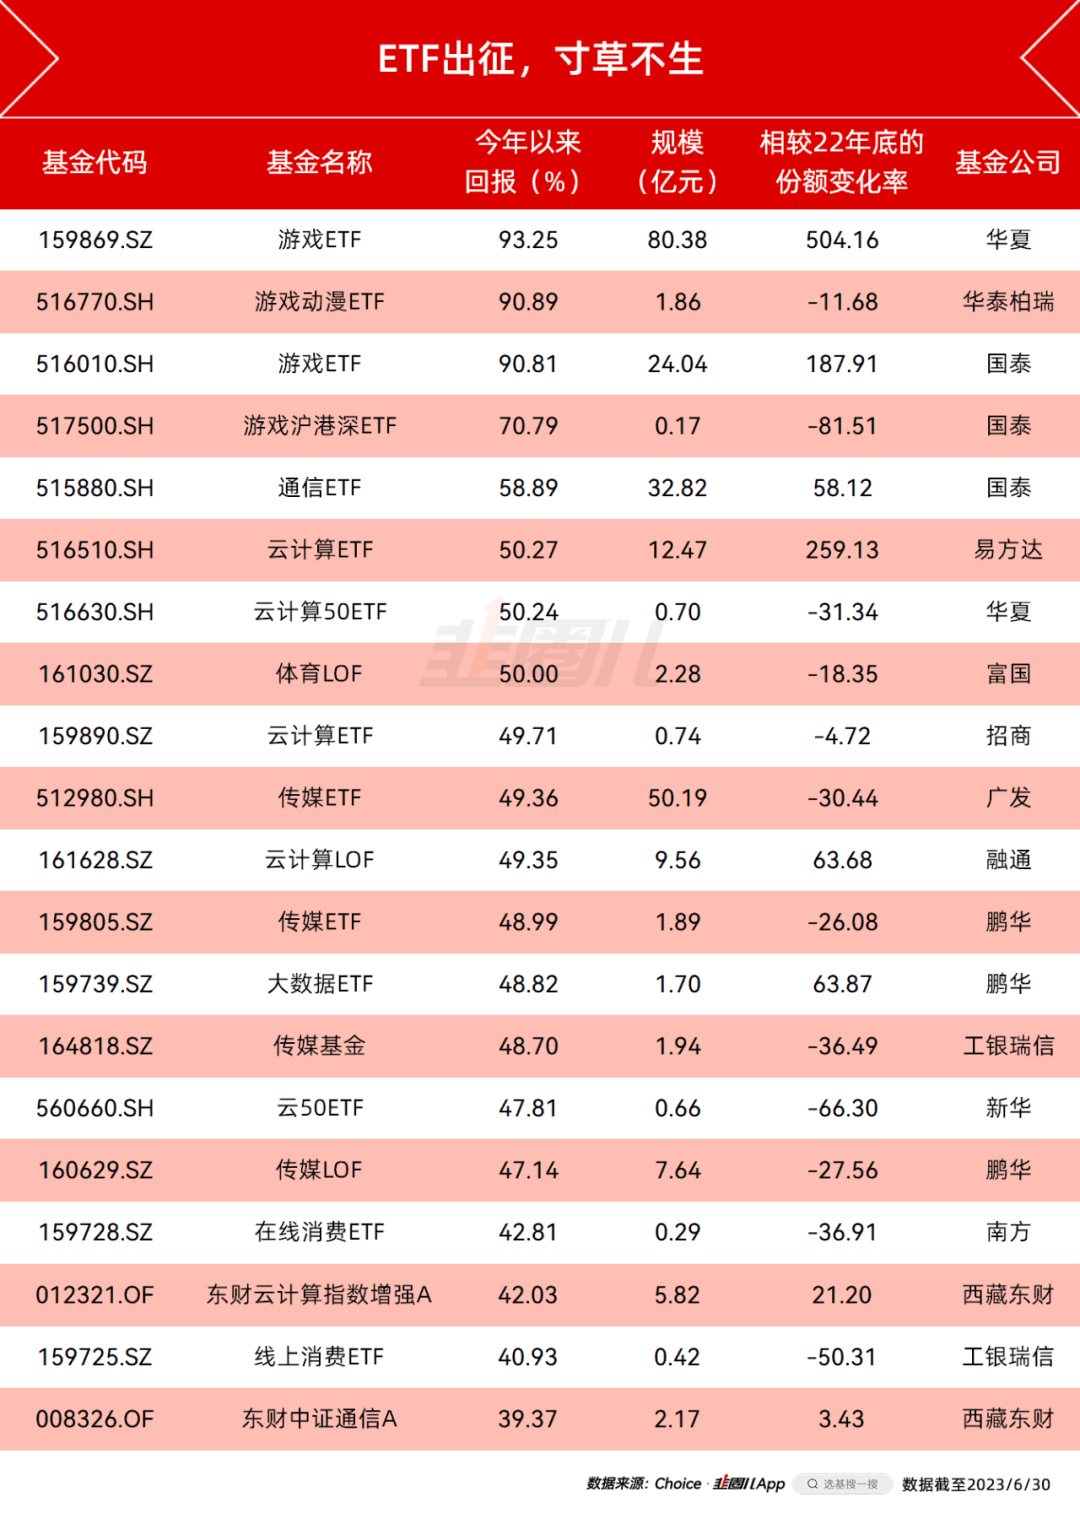 ETF出征，寸草不生
基金代码 基金名称 今年以来回报（%） 规模（亿元） 相较22年底的份额变化率 基金公司
159869.SZ 游戏ETF 93.25 80.38 504.16 华夏
516770.SH 游戏动漫ETF 90.89 1.86 -11.68 华泰柏瑞
516010.SH 游戏ETF 90.81 24.04 187.91 国泰
517500.SH 游戏沪港深ETF 70.79 0.17 -81.51 国泰
515880.SH 通信ETF 58.89 32.82 58.12 国泰
516510.SH 云计算ETF 50.27 12.47 259.13 易方达
516630.SH 云计算50ETF 50.24 0.70 -31.34 华夏
161030.SZ 体育LOF 50.00 2.28 -18.35 富国
159890.SZ 云计算ETF 49.71 0.74 -4.72 招商
512980.SH 传媒ETF 49.36 50.19 -30.44 广发
161628.SZ 云计算LOF 49.35 9.56 63.68 融通
159805.SZ 传媒ETF 48.99 1.89 -26.08 鹏华
159739.SZ 大数据ETF 48.82 1.70 63.87 鹏华
164818.SZ 传媒基金 48.70 1.94 -36.49 工银瑞信
560660.SH 云50ETF 47.81 0.66 -66.30 新华
160629.SZ 传媒LOF 47.14 7.64 -27.56 鹏华
159728.SZ 在线消费ETF 42.81 0.29 -36.91 南方
012321.OF 东财云计算指数增强A 42.03 5.82 21.20 西藏东财
159725.SZ 线上消费ETF 40.93 0.42 -50.31 工银瑞信
008326.OF 东财中证通信A 39.37 2.17 3.43 西藏东财
韭圈儿
数据来源：Choice · 韭圈儿App 选基搜一搜 数据截至2023/6/30